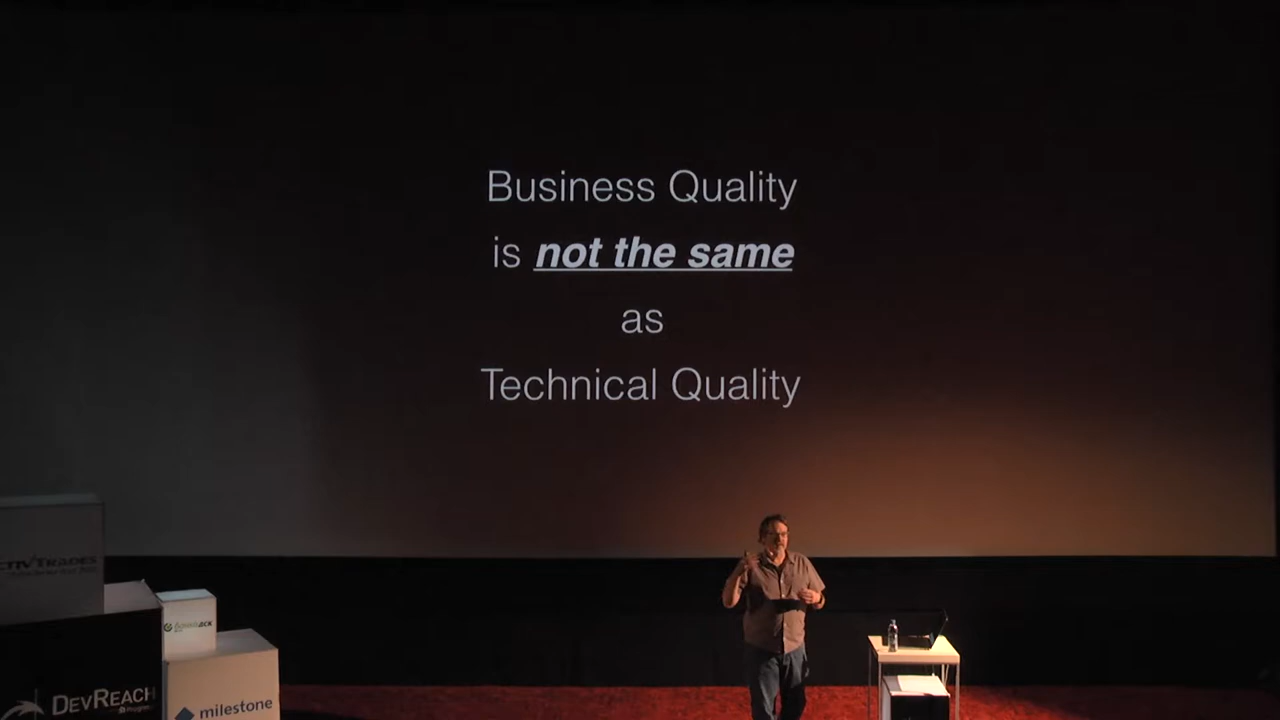 Business Quality
is not the same
as
Technical Quality
DEVREACH
milestone